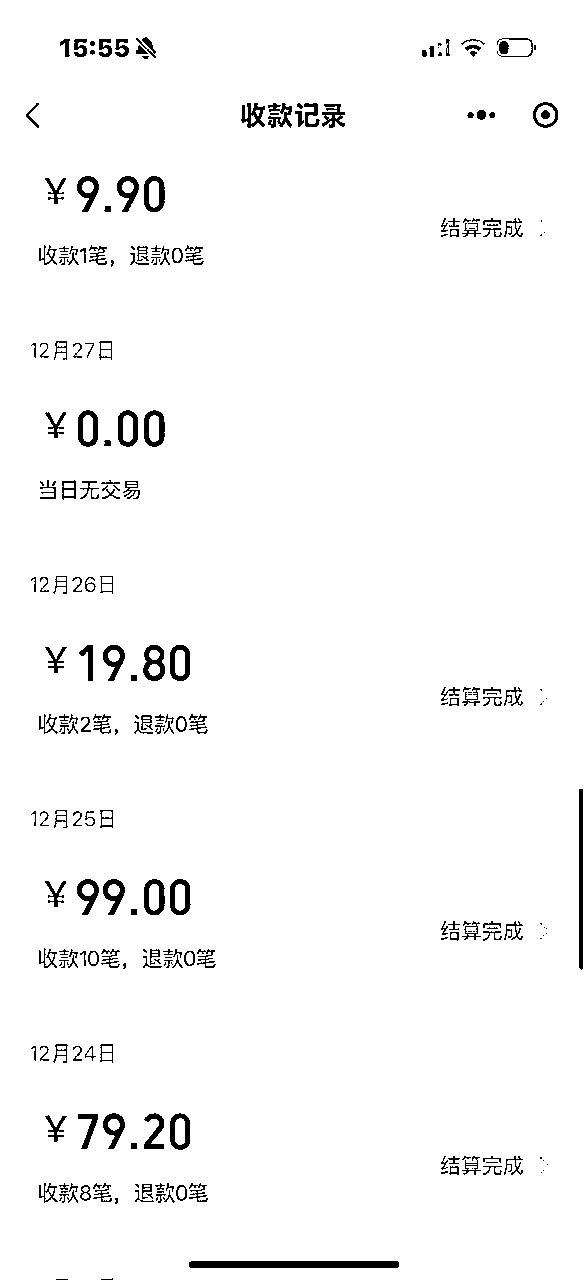 15:55
收款记录
¥9.90
结算完成
收款1笔，退款0笔
12月27日
¥0.00
当日无交易
12月26日
¥19.80
结算完成
收款2笔，退款0笔
12月25日
¥99.00
结算完成
收款10笔，退款0笔
12月24日
¥79.20
结算完成
收款8笔，退款0笔